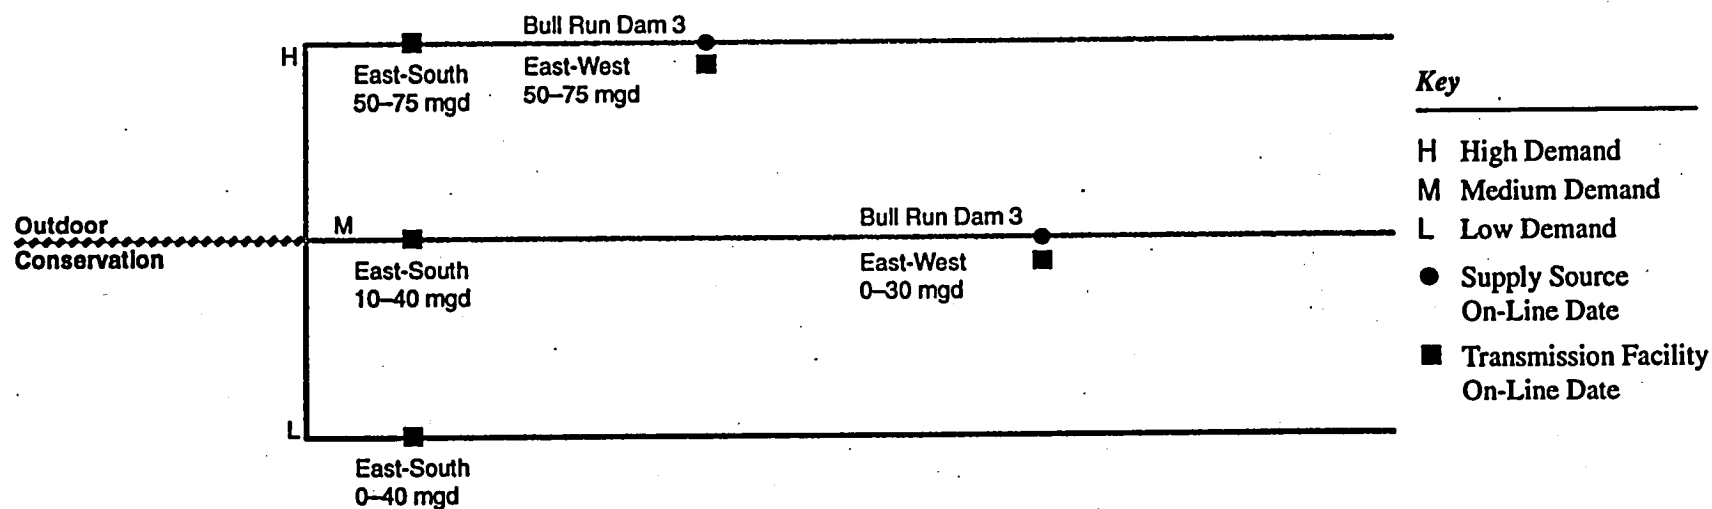 Bull Run Dam 3
H
East-South
50–75 mgd
East-West
50–75 mgd
Outdoor
Conservation
M
East-South
10–40 mgd
Bull Run Dam 3
East-West
0–30 mgd
L
East-South
0–40 mgd
Key
H High Demand
M Medium Demand
L Low Demand
Supply Source
On-Line Date
Transmission Facility
On-Line Date